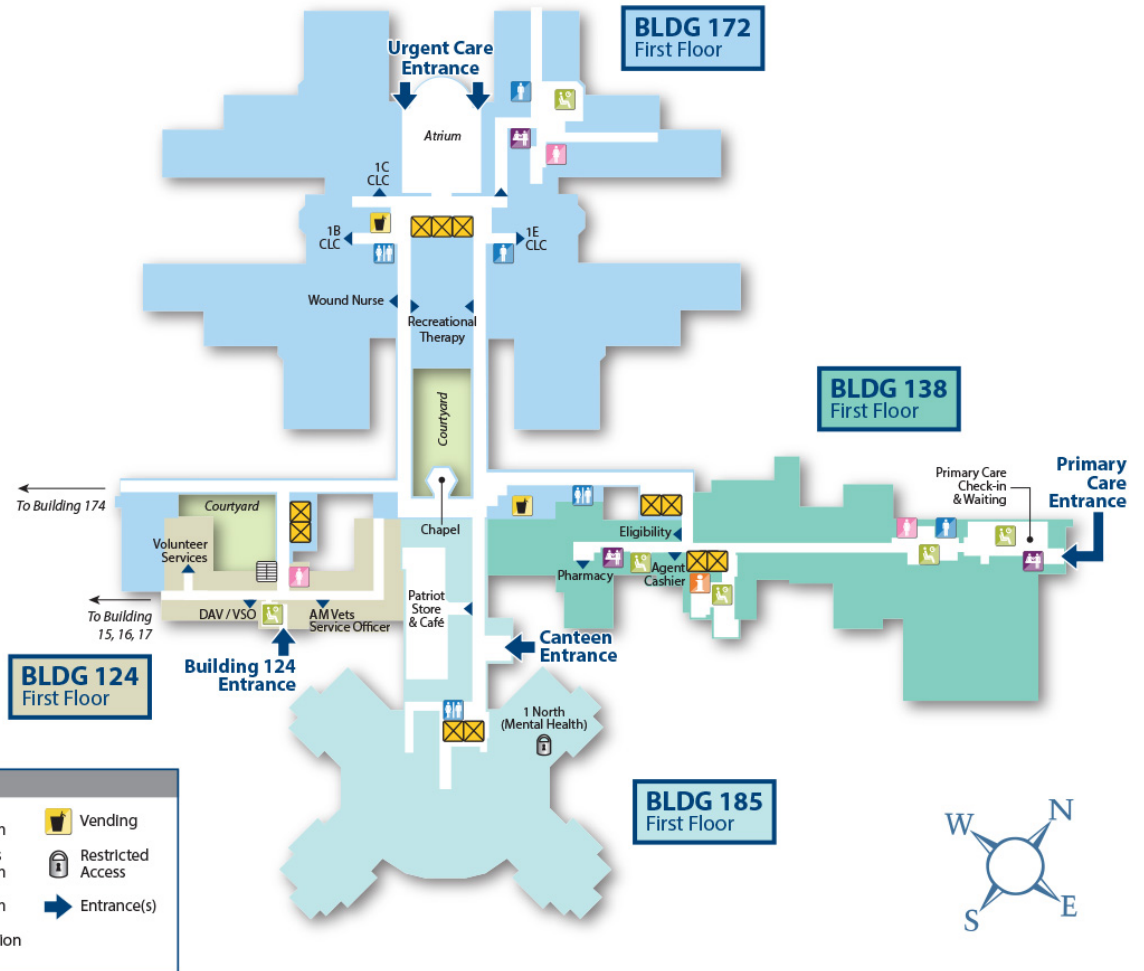 BLDG 172
First Floor
Urgent Care
Entrance
Atrium
1C
CLC
1B
CLC
1E
CLC
Wound Nurse
Recreational
Therapy
Courtyard
BLDG 138
First Floor
Primary Care
Check-in
& Waiting
Primary
Care
Entrance
To Building 174
Courtyard
Chapel
Eligibility
Volunteer
Services
Pharmacy
Agent
Cashier
Patriot
Store
& Café
To Building
15, 16, 17
DAV / VSO
AM Vets
Service Officer
Canteen
Entrance
Building 124
Entrance
BLDG 124
First Floor
1 North
(Mental Health)
BLDG 185
First Floor
Vending
Restricted
Access
Entrance(s)
W
N
S
E